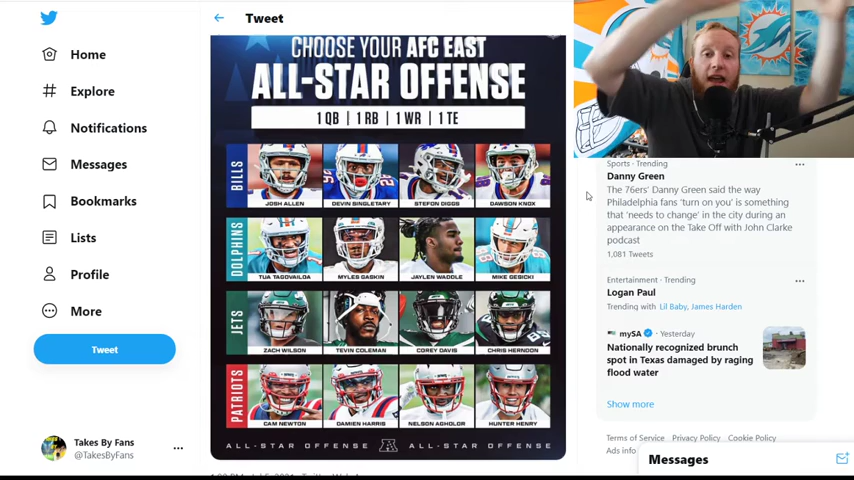 Home
Explore
Notifications
Messages
Bookmarks
Lists
Profile
More
Tweet
Takes By Fans
@TakesByFans
Tweet
CHOOSE YOUR AFC EAST
ALL-STAR OFFENSE
1 QB | 1 RB | 1 WR | 1 TE
BILLS
JOSH ALLEN
DEVIN SINGLETARY
STEFON DIGGS
DAWSON KNOX
DOLPHINS
TUA TAGOVAILOA
MYLES GASKIN
JAYLEN WADDLE
MIKE GESICKI
JETS
ZACH WILSON
TEVIN COLEMAN
COREY DAVIS
CHRIS HERNDON
PATRIOTS
CAM NEWTON
DAMIEN HARRIS
NELSON AGHOLOR
HUNTER HENRY
ALL-STAR OFFENSE
ALL-STAR OFFENSE
Sports · Trending
Danny Green
The 76ers' Danny Green said the way
Philadelphia fans 'turn on you' is something
that 'needs to change' in the city during an
appearance on the Take Off with John Clarke
podcast
1,081 Tweets
Entertainment · Trending
Logan Paul
Trending with Lil Baby, James Harden
mySA · Yesterday
Nationally recognized brunch
spot in Texas damaged by raging
flood water
Show more
Terms of Service Privacy Policy Cookie Policy
Ads info
Messages